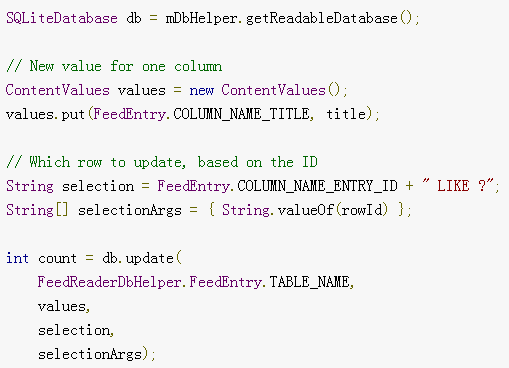 SQLiteDatabase db = mDbHelper.getReadableDatabase();
// New value for one column
ContentValues values = new ContentValues();
values.put(FeedEntry.COLUMN_NAME_TITLE, title);
// Which row to update, based on the ID
String selection = FeedEntry.COLUMN_NAME_ENTRY_ID + " LIKE ?";
String[] selectionArgs = { String.valueOf(rowId) };
int count = db.update(
    FeedReaderDbHelper.FeedEntry.TABLE_NAME,
    values,
    selection,
    selectionArgs);